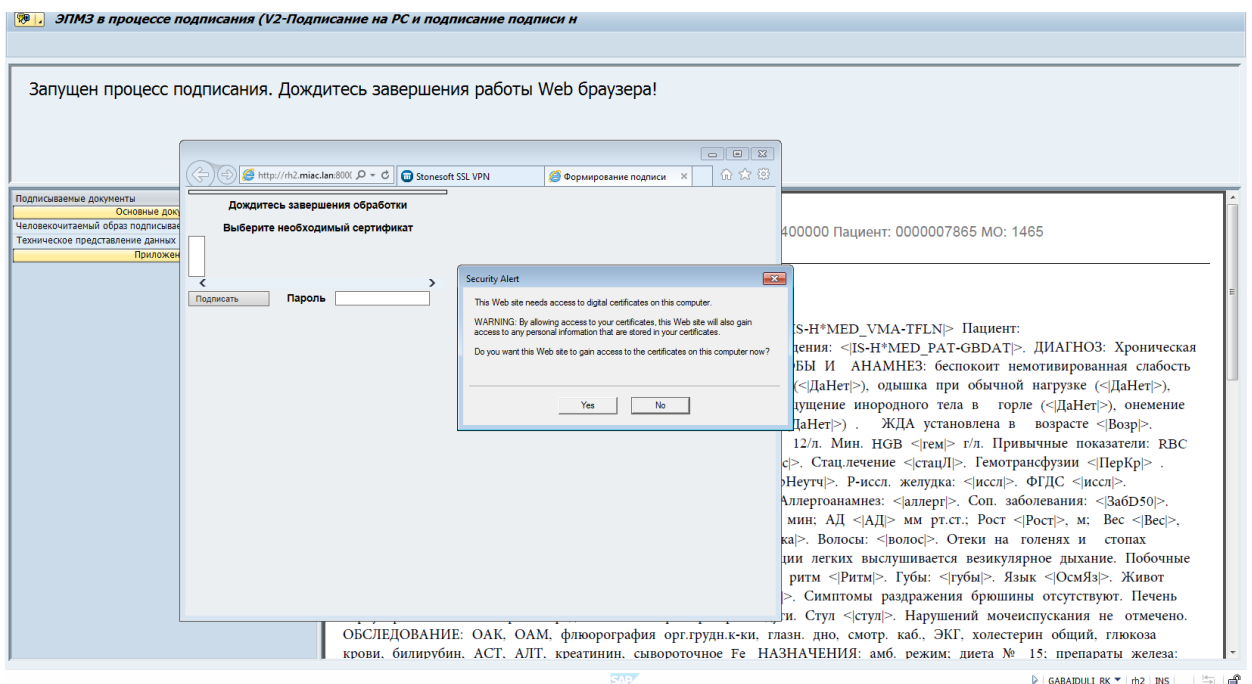 ЭПМЗ в процессе подписания (V2-Подписание на PC и подписание подписи н
Запущен процесс подписания. Дождитесь завершения работы Web браузера!
http://rh2.miac.lan:800(
Stonesoft SSL VPN
Формирование подписи
Дождитесь завершения обработки
Выберите необходимый сертификат
Подписать
Пароль
Security Alert
This Web site needs access to digital certificates on this computer.
WARNING: By allowing access to your certificates, this Web site will also gain
access to any personal information that are stored in your certificates.
Do you want this Web site to gain access to the certificates on this computer now?
Yes
No
Подписываемые документы
Основные док
Человекочитаемый образ подписывае
Техническое представление данных
Приложен
400000 Пациент: 0000007865 МО: 1465
IS-H*MED_VMA-TFLN|> Пациент:
дения: <|IS-H*MED_PAT-GBDAT|>. ДИАГНОЗ: Хроническая
БЫ И АНАМНЕЗ: беспокоит немотивированная слабость
(<|ДаНет|>), одышка при обычной нагрузке (<|ДаНет|>),
щущение инородного тела в горле (<|ДаНет|>), онемение
ДаНет|>) . ЖДА установлена в возрасте <|Возр|>.
12/л. Мин. HGB <|гем|> г/л. Привычные показатели: RBC
с|>. Стац.лечение <|стацЛ|>. Гемотрансфузии <|ПерКр|> .
Неутч|>. Р-иссл. желудка: <|иссл|>. ФГДС <|иссл|>.
Аллергоанамнез: <|аллерг|>. Соп. заболевания: <|ЗабD50|>.
мин; АД <|АД|> мм рт.ст.; Рост <|Рост|>, м; Вес <|Вес|>,
ка|>. Волосы: <|волос|>. Отеки на голенях и стопах
ции легких выслушивается везикулярное дыхание. Побочные
ритм <|Ритм|>. Губы: <|губы|>. Язык <|ОсмЯз|>. Живот
|>. Симптомы раздражения брюшины отсутствуют. Печень
ги. Стул <|стул|>. Нарушений мочеиспускания не отмечено.
ОБСЛЕДОВАНИЕ: ОАК, ОАМ, флюорография орг.грудн.к-ки, глазн. дно, смотр. каб., ЭКГ, холестерин общий, глюкоза
крови, билирубин, АСТ, АЛТ, креатинин, сывороточное Fe НАЗНАЧЕНИЯ: амб. режим; диета № 15; препараты железа:
SAP
GABAIDULI_RK
rh2
INS